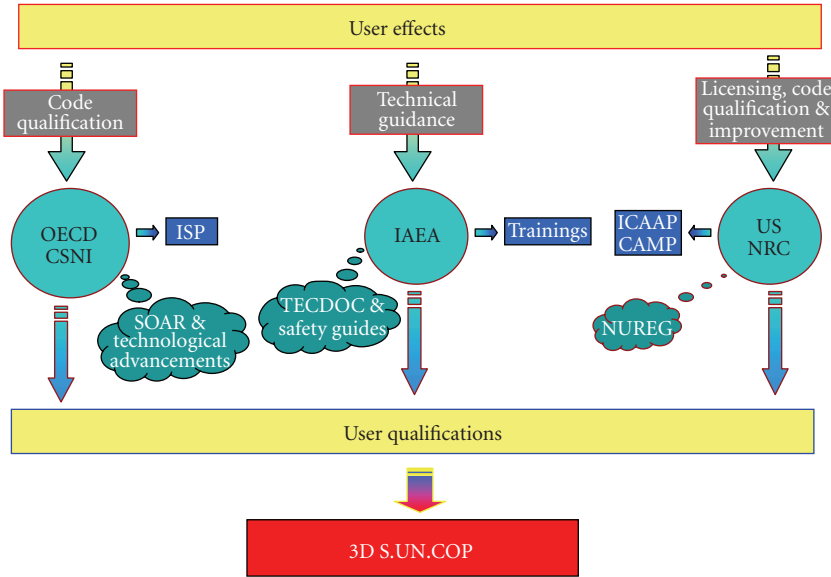 User effects
Code
qualification
Technical
guidance
Licensing, code
qualification &
improvement
OECD
CSNI
ISP
IAEA
Trainings
ICAAP
CAMP
US
NRC
SOAR &
technological
advancements
TECDOC &
safety guides
NUREG
User qualifications
3D S.UN.COP